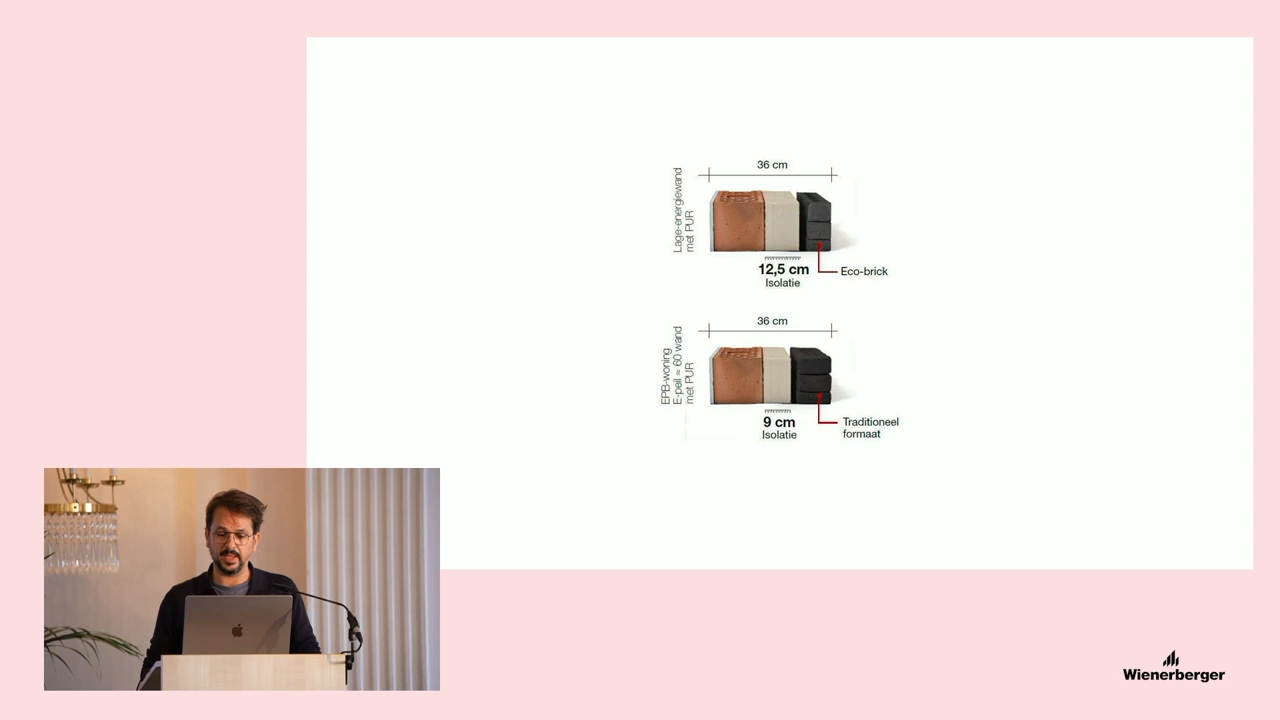 36 cm
Lage-energiewand
met PUR
12,5 cm
Isolatie
Eco-brick
36 cm
EPB-woning
E-peil ≈ 60 wand
met PUR
9 cm
Isolatie
Traditioneel
formaat
Wienerberger